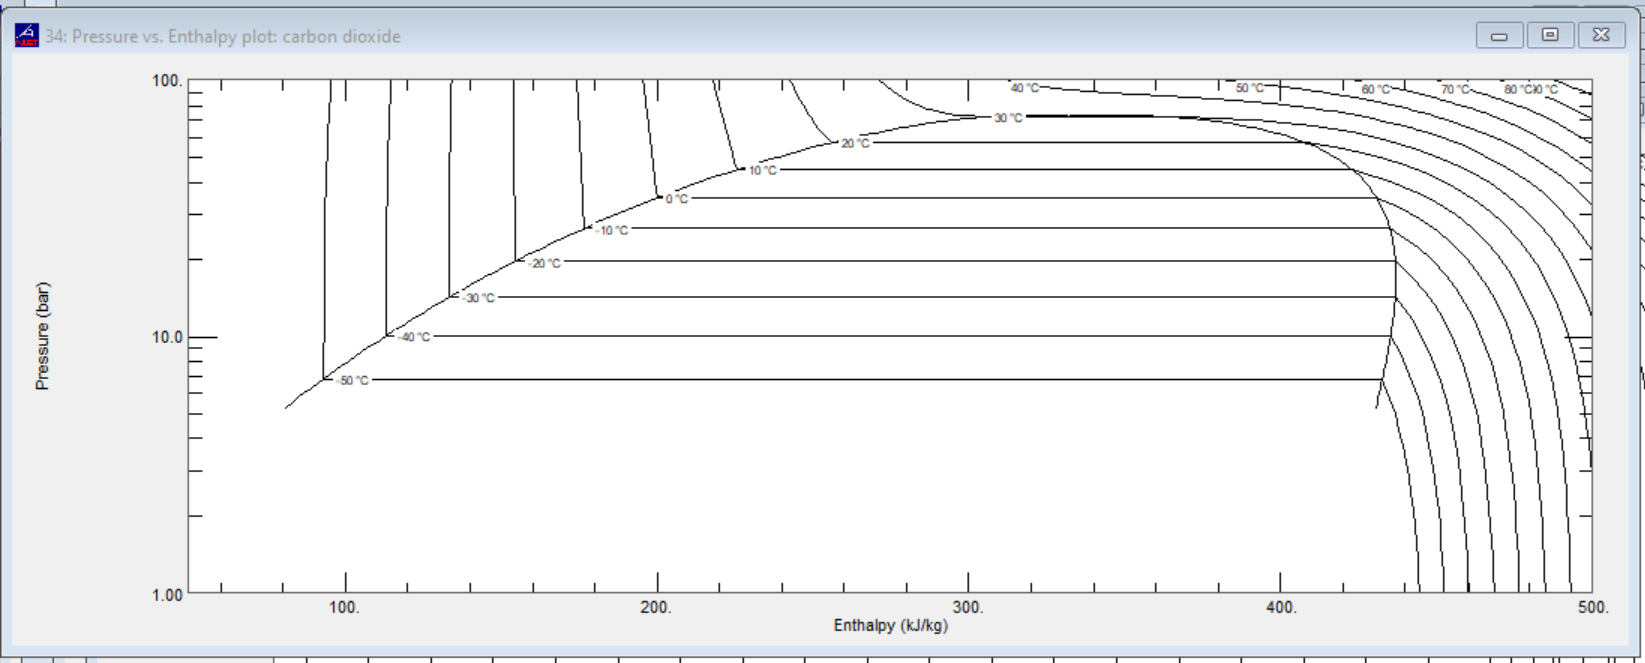 34: Pressure vs. Enthalpy plot: carbon dioxide
100.
40 °C
50 °C
60 °C
70 °C
80 °C
30 °C
20 °C
10 °C
0 °C
-10 °C
-20 °C
-30 °C
10.0
-40 °C
-50 °C
Pressure (bar)
1.00
100.
200.
300.
400.
500.
Enthalpy (kJ/kg)